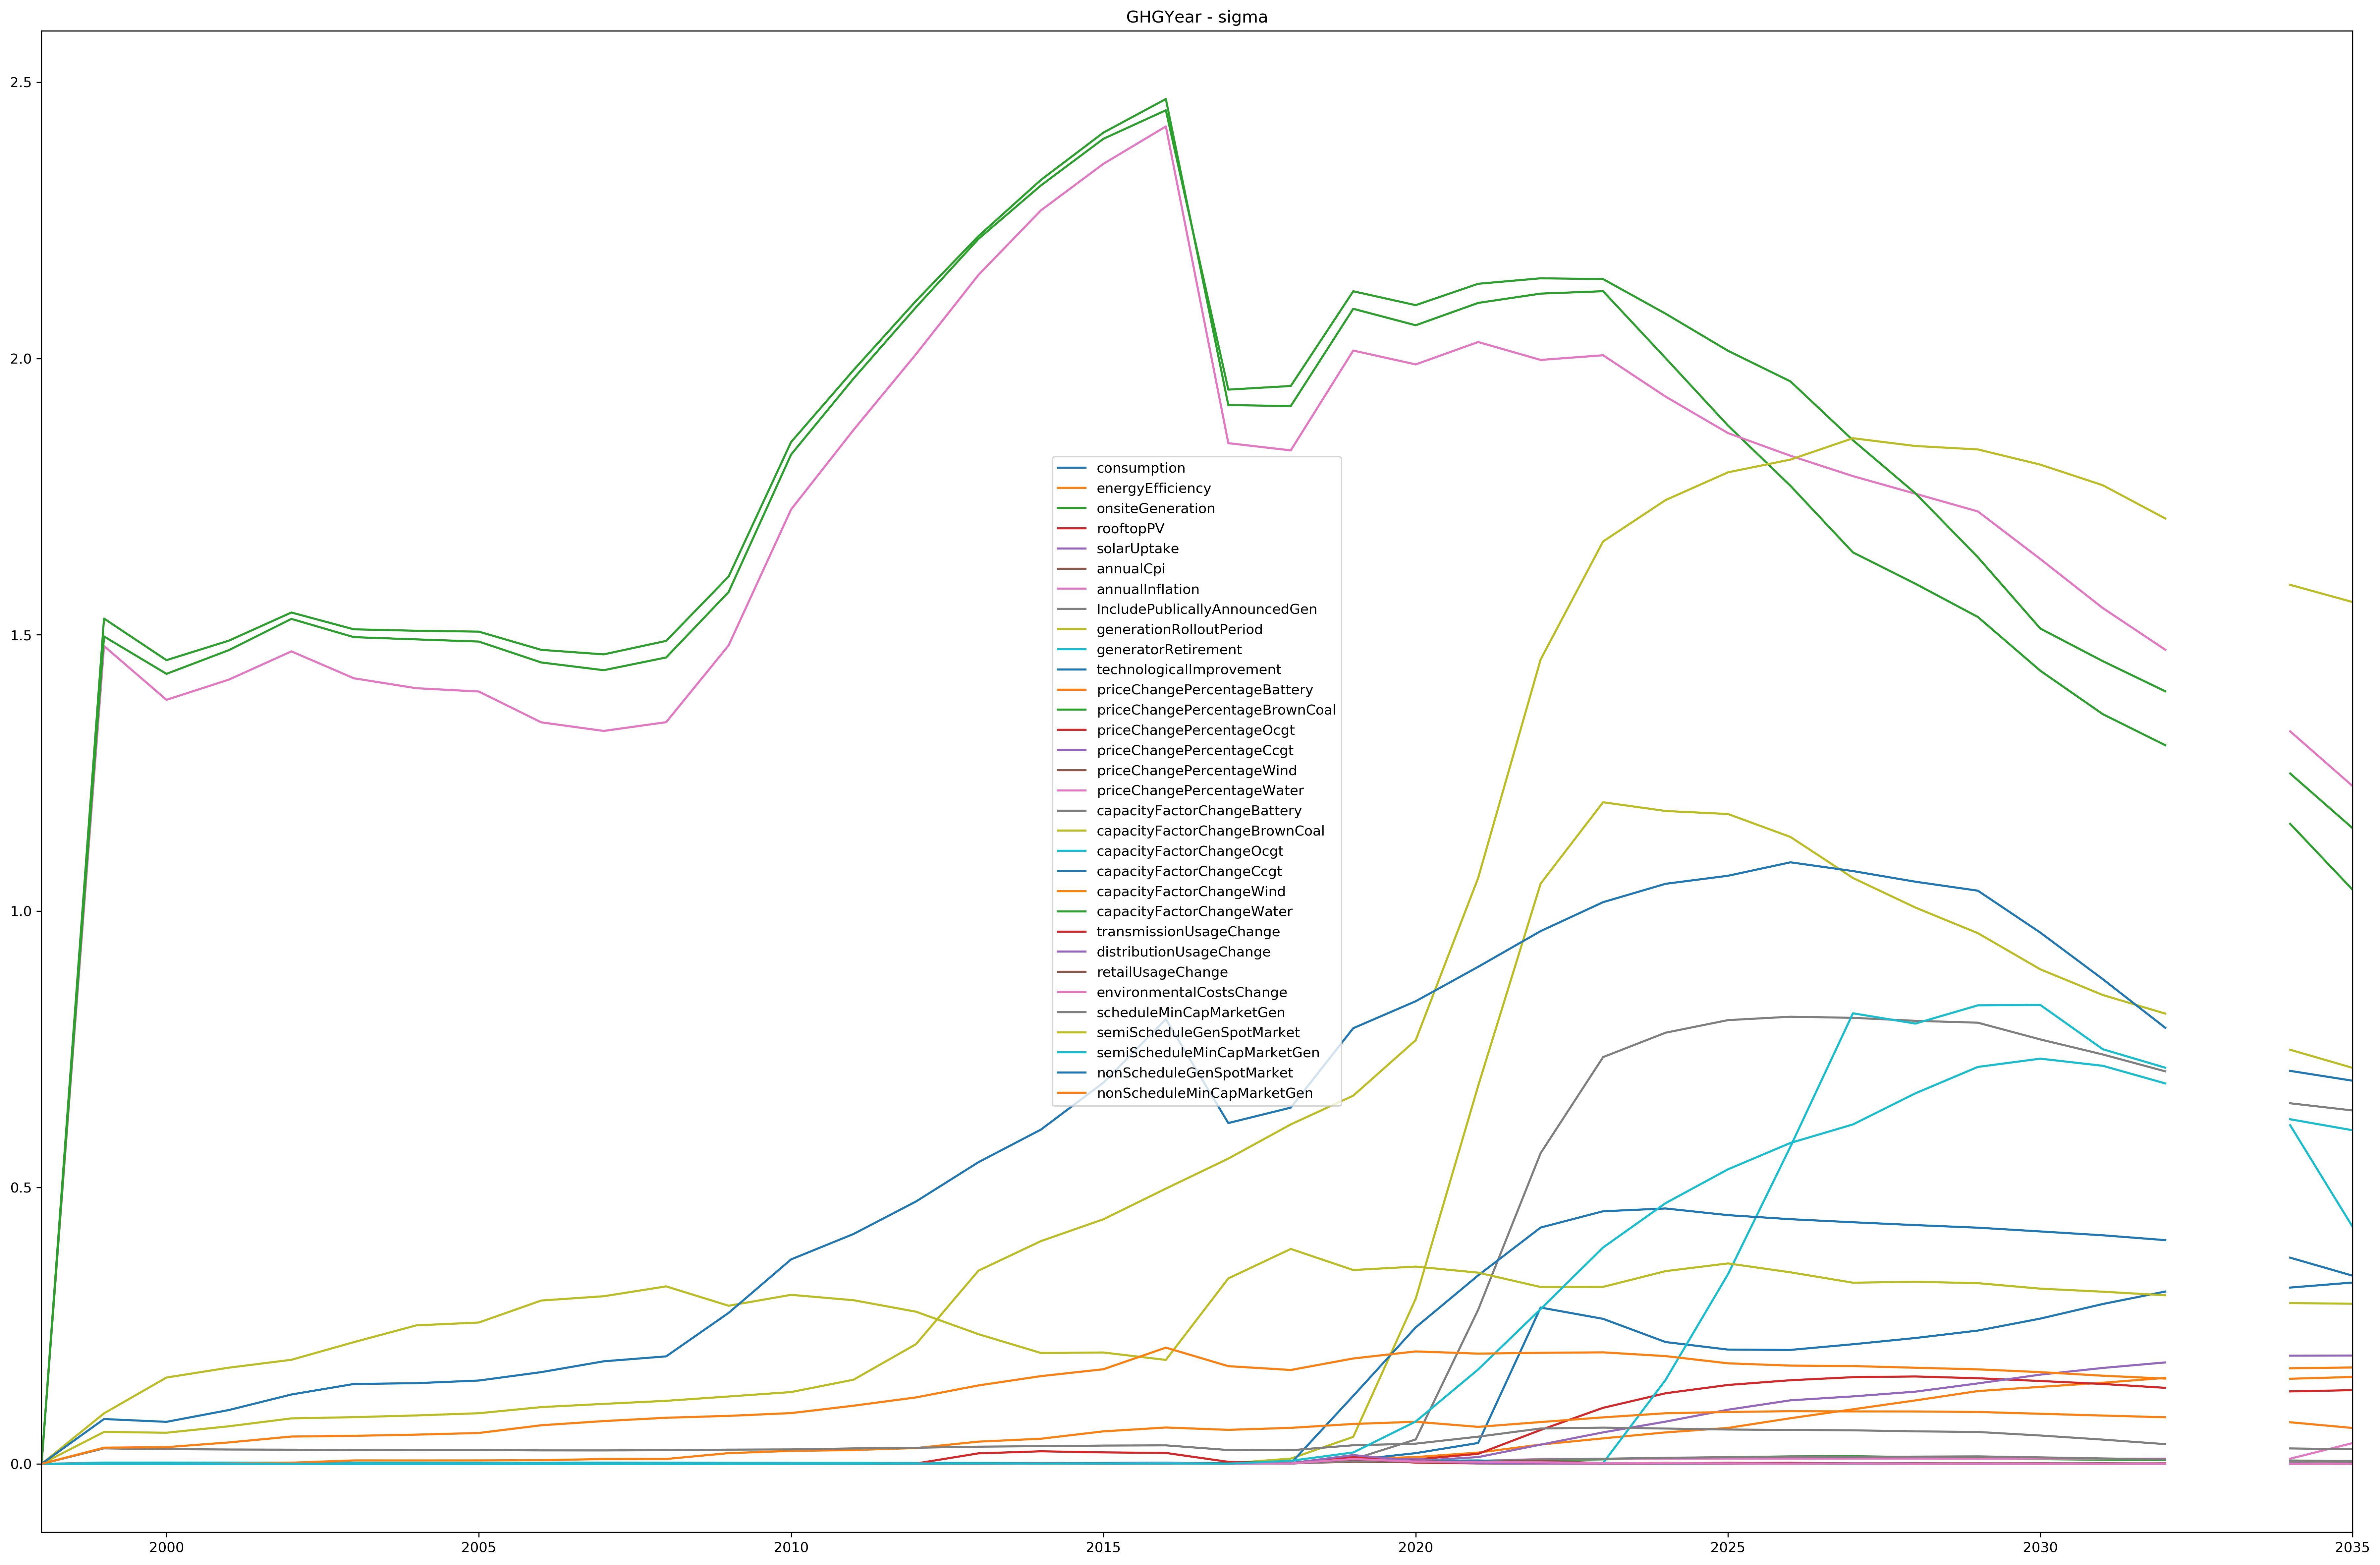 GHGYear - sigma
2.5
2.0
1.5
1.0
0.5
0.0
consumption
energyEfficiency
onsiteGeneration
rooftopPV
solarUptake
annualCpi
annualInflation
IncludePublicallyAnnouncedGen
generationRolloutPeriod
generatorRetirement
technologicalImprovement
priceChangePercentageBattery
priceChangePercentageBrownCoal
priceChangePercentageOcgt
priceChangePercentageCcgt
priceChangePercentageWind
priceChangePercentageWater
capacityFactorChangeBattery
capacityFactorChangeBrownCoal
capacityFactorChangeOcgt
capacityFactorChangeCcgt
capacityFactorChangeWind
capacityFactorChangeWater
transmissionUsageChange
distributionUsageChange
retailUsageChange
environmentalCostsChange
scheduleMinCapMarketGen
semiScheduleGenSpotMarket
semiScheduleMinCapMarketGen
nonScheduleGenSpotMarket
nonScheduleMinCapMarketGen
2000 2005 2010 2015 2020 2025 2030 2035